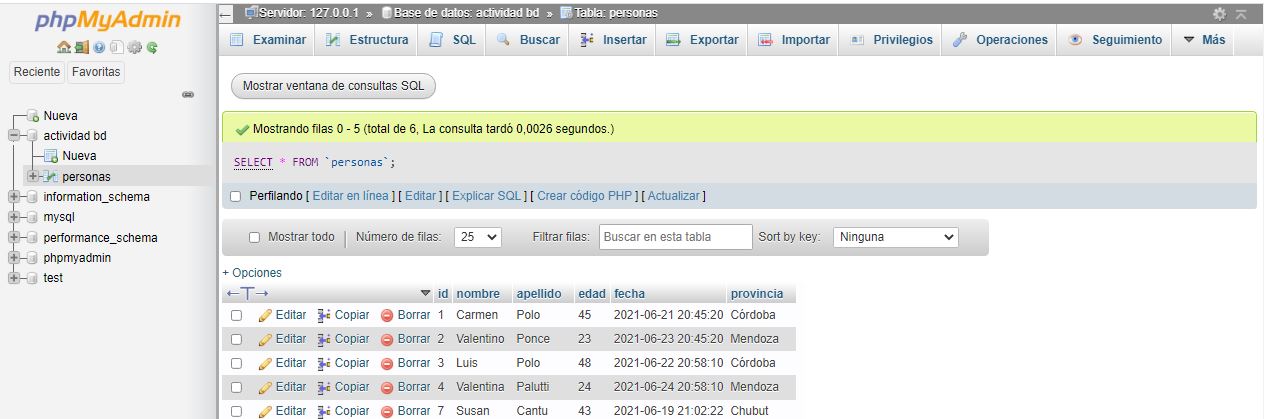 phpMyAdmin
Reciente Favoritas
Nueva
actividad bd
Nueva
personas
information_schema
mysql
performance_schema
phpmyadmin
test
Servidor: 127.0.0.1 » Base de datos: actividad bd » Tabla: personas
Examinar Estructura SQL Buscar Insertar Exportar Importar Privilegios Operaciones Seguimiento Más
Mostrar ventana de consultas SQL
Mostrando filas 0 - 5 (total de 6, La consulta tardó 0,0026 segundos.)
SELECT * FROM `personas`;
Perfilando [ Editar en línea ] [ Editar ] [ Explicar SQL ] [ Crear código PHP ] [ Actualizar ]
Mostrar todo Número de filas: 25 Filtrar filas: Buscar en esta tabla Sort by key: Ninguna
+ Opciones
id nombre apellido edad fecha provincia
Editar Copiar Borrar 1 Carmen Polo 45 2021-06-21 20:45:20 Córdoba
Editar Copiar Borrar 2 Valentino Ponce 23 2021-06-23 20:45:20 Mendoza
Editar Copiar Borrar 3 Luis Polo 48 2021-06-22 20:58:10 Córdoba
Editar Copiar Borrar 4 Valentina Palutti 24 2021-06-24 20:58:10 Mendoza
Editar Copiar Borrar 7 Susan Cantu 43 2021-06-19 21:02:22 Chubut